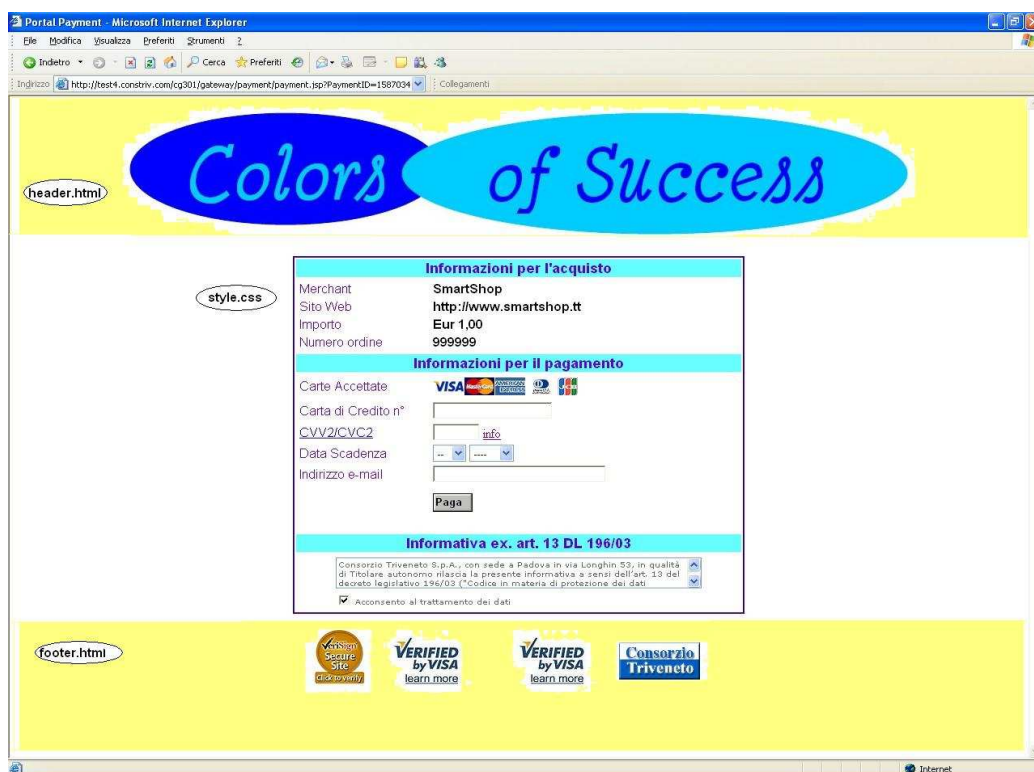 Portal Payment - Microsoft Internet Explorer
File Modifica Visualizza Preferiti Strumenti ?
Indietro Cerca Preferiti
Indirizzo http://test4.constriv.com/cg301/gateway/payment/payment.jsp?PaymentID=1587034 Collegamenti
Colors of Success
header.html
style.css
Informazioni per l'acquisto
Merchant SmartShop
Sito Web http://www.smartshop.tt
Importo Eur 1,00
Numero ordine 999999
Informazioni per il pagamento
Carte Accettate VISA MasterCard AMERICAN EXPRESS JCB
Carta di Credito n°
CVV2/CVC2 info
Data Scadenza -- ----
Indirizzo e-mail
Paga
Informativa ex. art. 13 DL 196/03
Consorzio Triveneto S.p.A., con sede a Padova in via Longhin 53, in qualità
di Titolare autonomo rilascia la presente informativa a sensi dell'art. 13 del
decreto legislativo 196/03 ("Codice in materia di protezione dei dati
Acconsento al trattamento dei dati
footer.html
VeriSign Secure Site Click to verify
VERIFIED by VISA learn more
VERIFIED by VISA learn more
Consorzio Triveneto
Internet